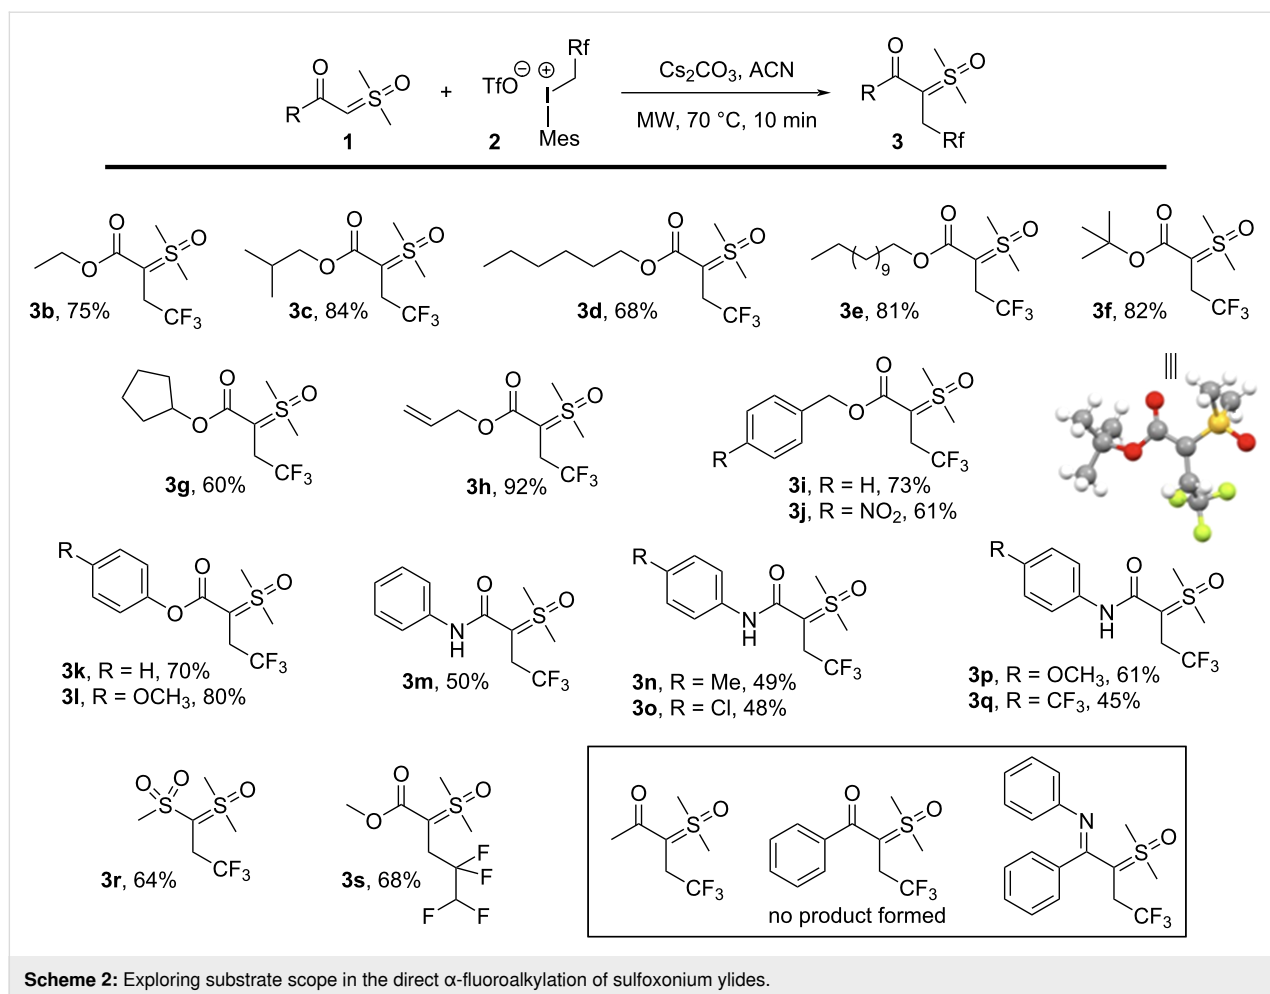 O
R
S
O
1
+
TfO⊖
⊕
I
Rf
Mes
2
Cs₂CO₃, ACN
MW, 70 °C, 10 min
O
R
S
O
Rf
3
O
O
S
O
CF₃
3b, 75%
O
O
S
O
CF₃
3c, 84%
O
O
S
O
CF₃
3d, 68%
( )₉
O
O
S
O
CF₃
3e, 81%
O
O
S
O
CF₃
3f, 82%
O
O
S
O
CF₃
3g, 60%
O
O
S
O
CF₃
3h, 92%
R
O
O
S
O
CF₃
3i, R = H, 73%
3j, R = NO₂, 61%
R
O
O
S
O
CF₃
3k, R = H, 70%
3l, R = OCH₃, 80%
N
H
O
S
O
CF₃
3m, 50%
R
N
H
O
S
O
CF₃
3n, R = Me, 49%
3o, R = Cl, 48%
R
N
H
O
S
O
CF₃
3p, R = OCH₃, 61%
3q, R = CF₃, 45%
O O
S
S
O
CF₃
3r, 64%
O
O
S
O
F
F
F
F
3s, 68%
O
S
O
CF₃
O
S
O
CF₃
N
S
O
CF₃
no product formed
Scheme 2: Exploring substrate scope in the direct α-fluoroalkylation of sulfoxonium ylides.